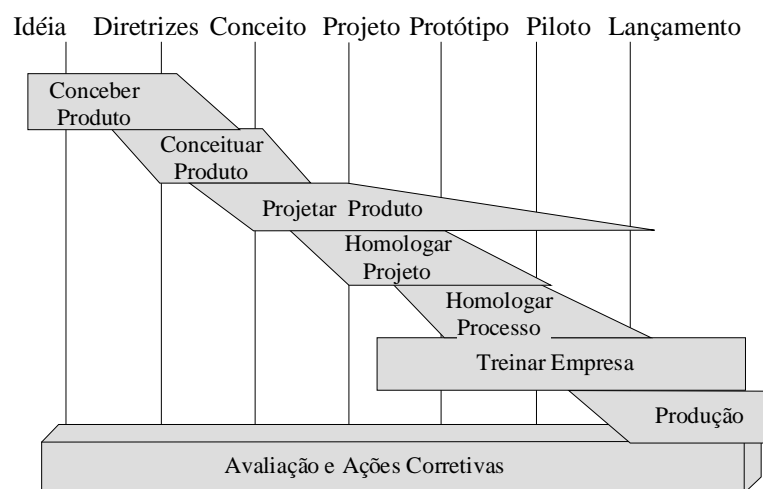 Idéia Diretrizes Conceito Projeto Protótipo Piloto Lançamento
Conceber
Produto
Conceituar
Produto
Projetar Produto
Homologar
Projeto
Homologar
Processo
Treinar Empresa
Produção
Avaliação e Ações Corretivas